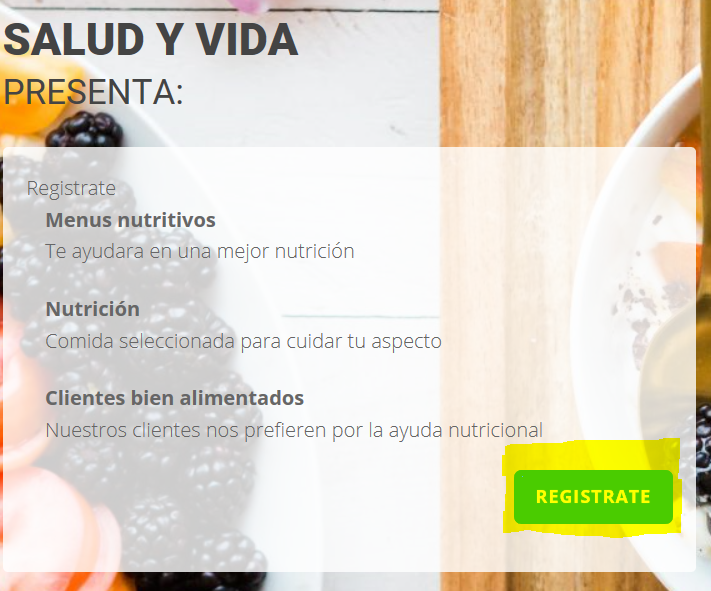 SALUD Y VIDA
PRESENTA:
Registrate
Menus nutritivos
Te ayudara en una mejor nutrición
Nutrición
Comida seleccionada para cuidar tu aspecto
Clientes bien alimentados
Nuestros clientes nos prefieren por la ayuda nutricional
REGISTRATE